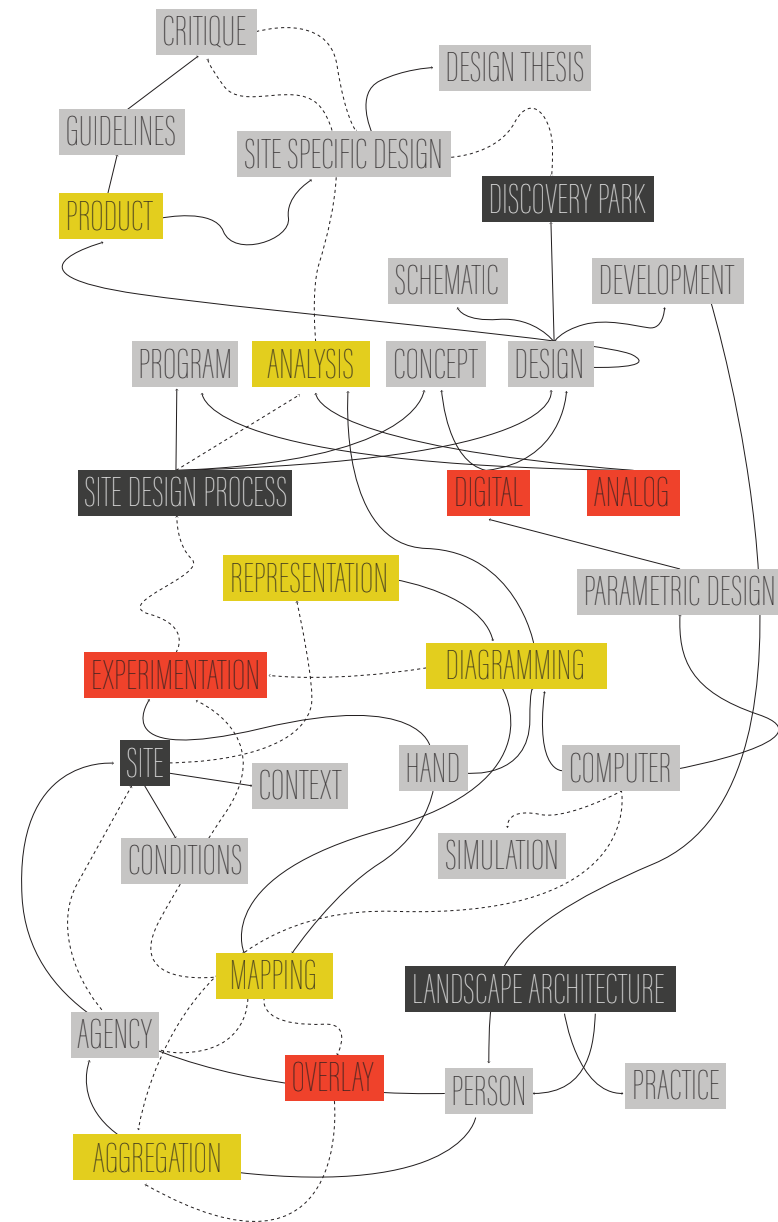 CRITIQUE
DESIGN THESIS
GUIDELINES
SITE SPECIFIC DESIGN
PRODUCT
DISCOVERY PARK
SCHEMATIC
DEVELOPMENT
PROGRAM
ANALYSIS
CONCEPT
DESIGN
SITE DESIGN PROCESS
DIGITAL
ANALOG
REPRESENTATION
PARAMETRIC DESIGN
EXPERIMENTATION
DIAGRAMMING
SITE
CONTEXT
HAND
COMPUTER
CONDITIONS
SIMULATION
MAPPING
LANDSCAPE ARCHITECTURE
AGENCY
OVERLAY
PERSON
PRACTICE
AGGREGATION